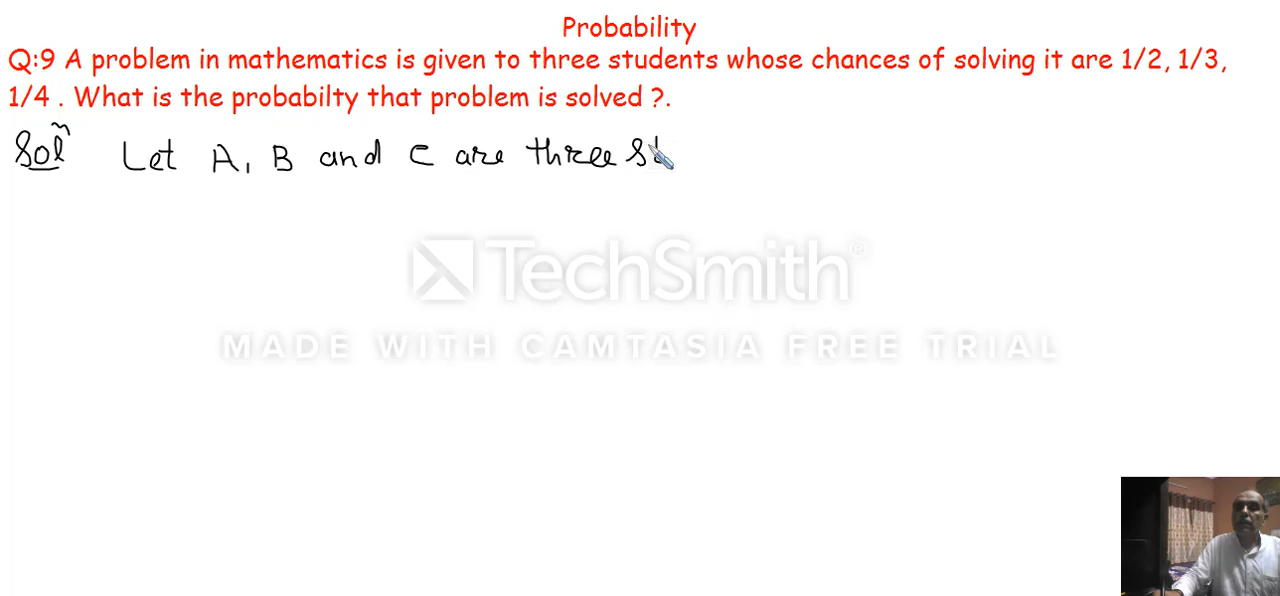 Probability
Q:9 A problem in mathematics is given to three students whose chances of solving it are 1/2, 1/3,
1/4 . What is the probabilty that problem is solved ?.
Sol̃ Let A, B and C are three st
TechSmith®
MADE WITH CAMTASIA FREE TRIAL